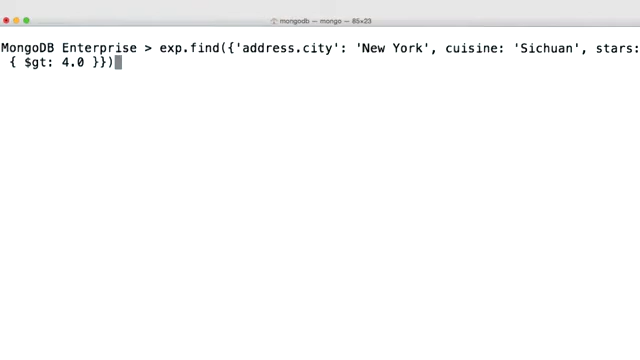 mongodb — mongo — 85×23
MongoDB Enterprise > exp.find({'address.city': 'New York', cuisine: 'Sichuan', stars:
{ $gt: 4.0 }})